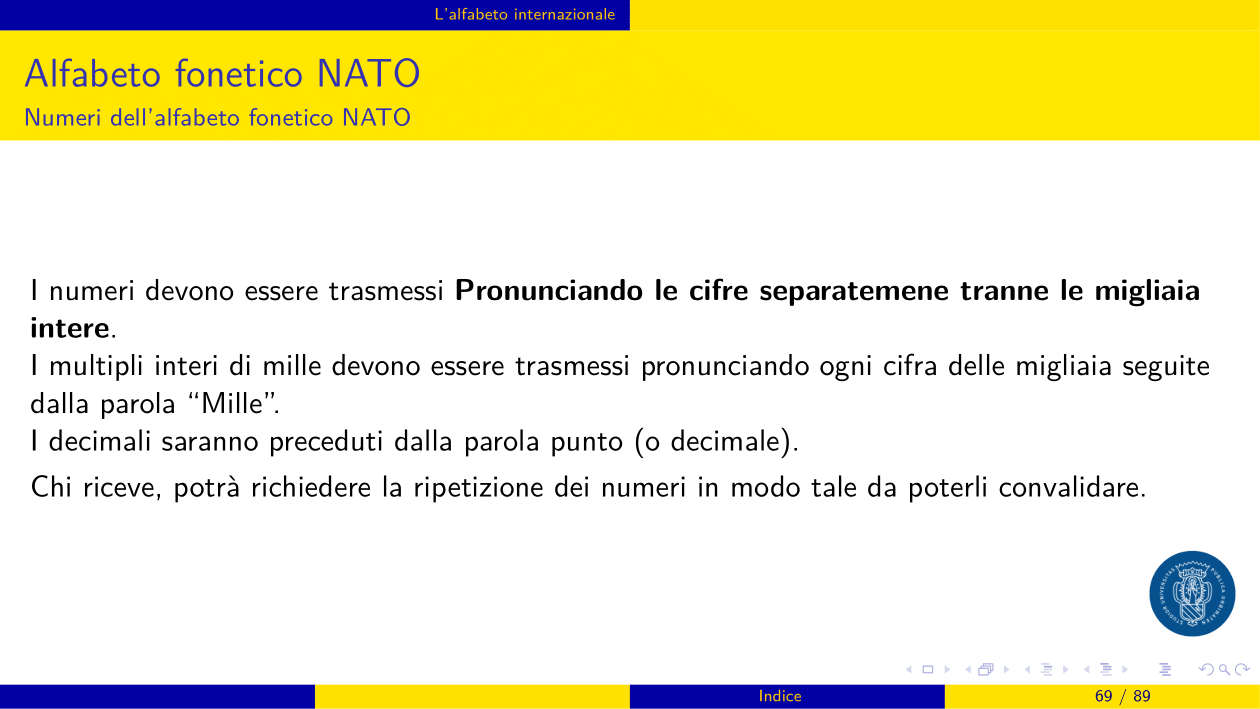 L'alfabeto internazionale
Alfabeto fonetico NATO
Numeri dell'alfabeto fonetico NATO
I numeri devono essere trasmessi Pronunciando le cifre separatemene tranne le migliaia
intere.
I multipli interi di mille devono essere trasmessi pronunciando ogni cifra delle migliaia seguite
dalla parola “Mille”.
I decimali saranno preceduti dalla parola punto (o decimale).
Chi riceve, potrà richiedere la ripetizione dei numeri in modo tale da poterli convalidare.
Indice
69 / 89